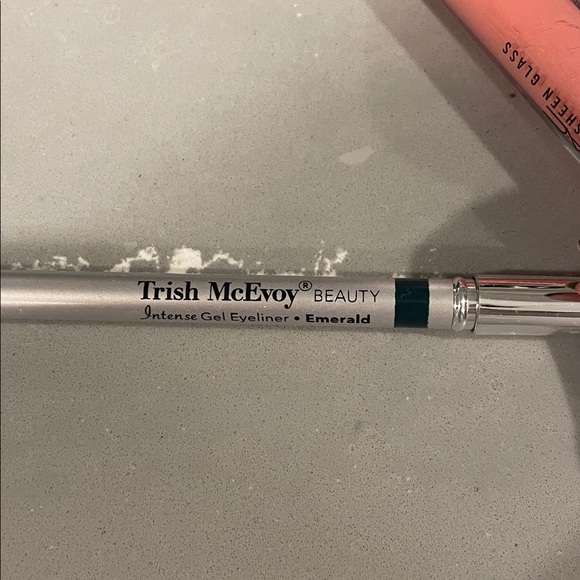 SHEEN GLASS
Trish McEvoy® BEAUTY
Intense Gel Eyeliner • Emerald